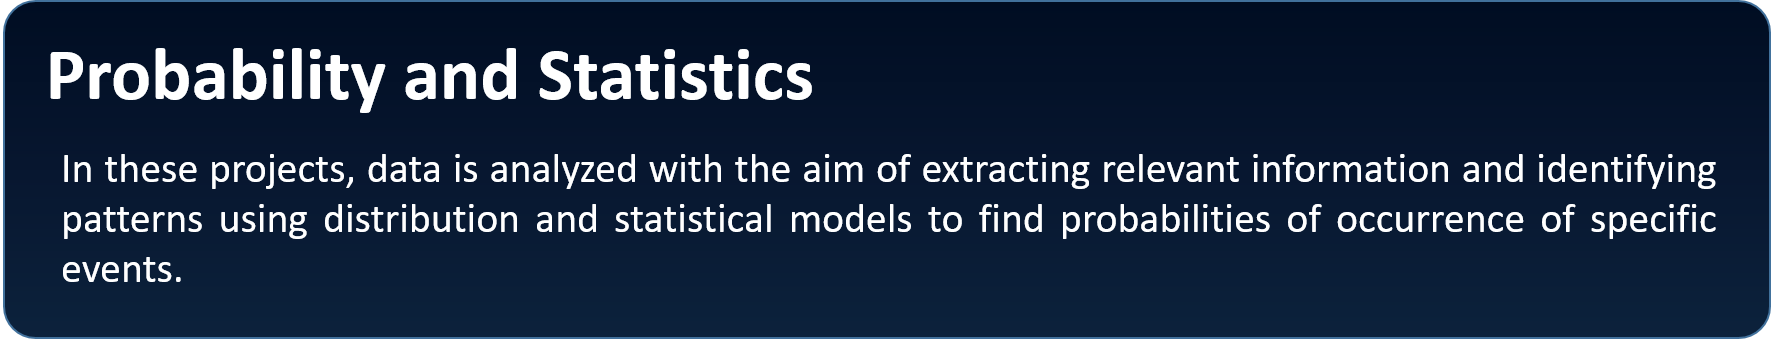 Probability and Statistics
In these projects, data is analyzed with the aim of extracting relevant information and identifying
patterns using distribution and statistical models to find probabilities of occurrence of specific
events.